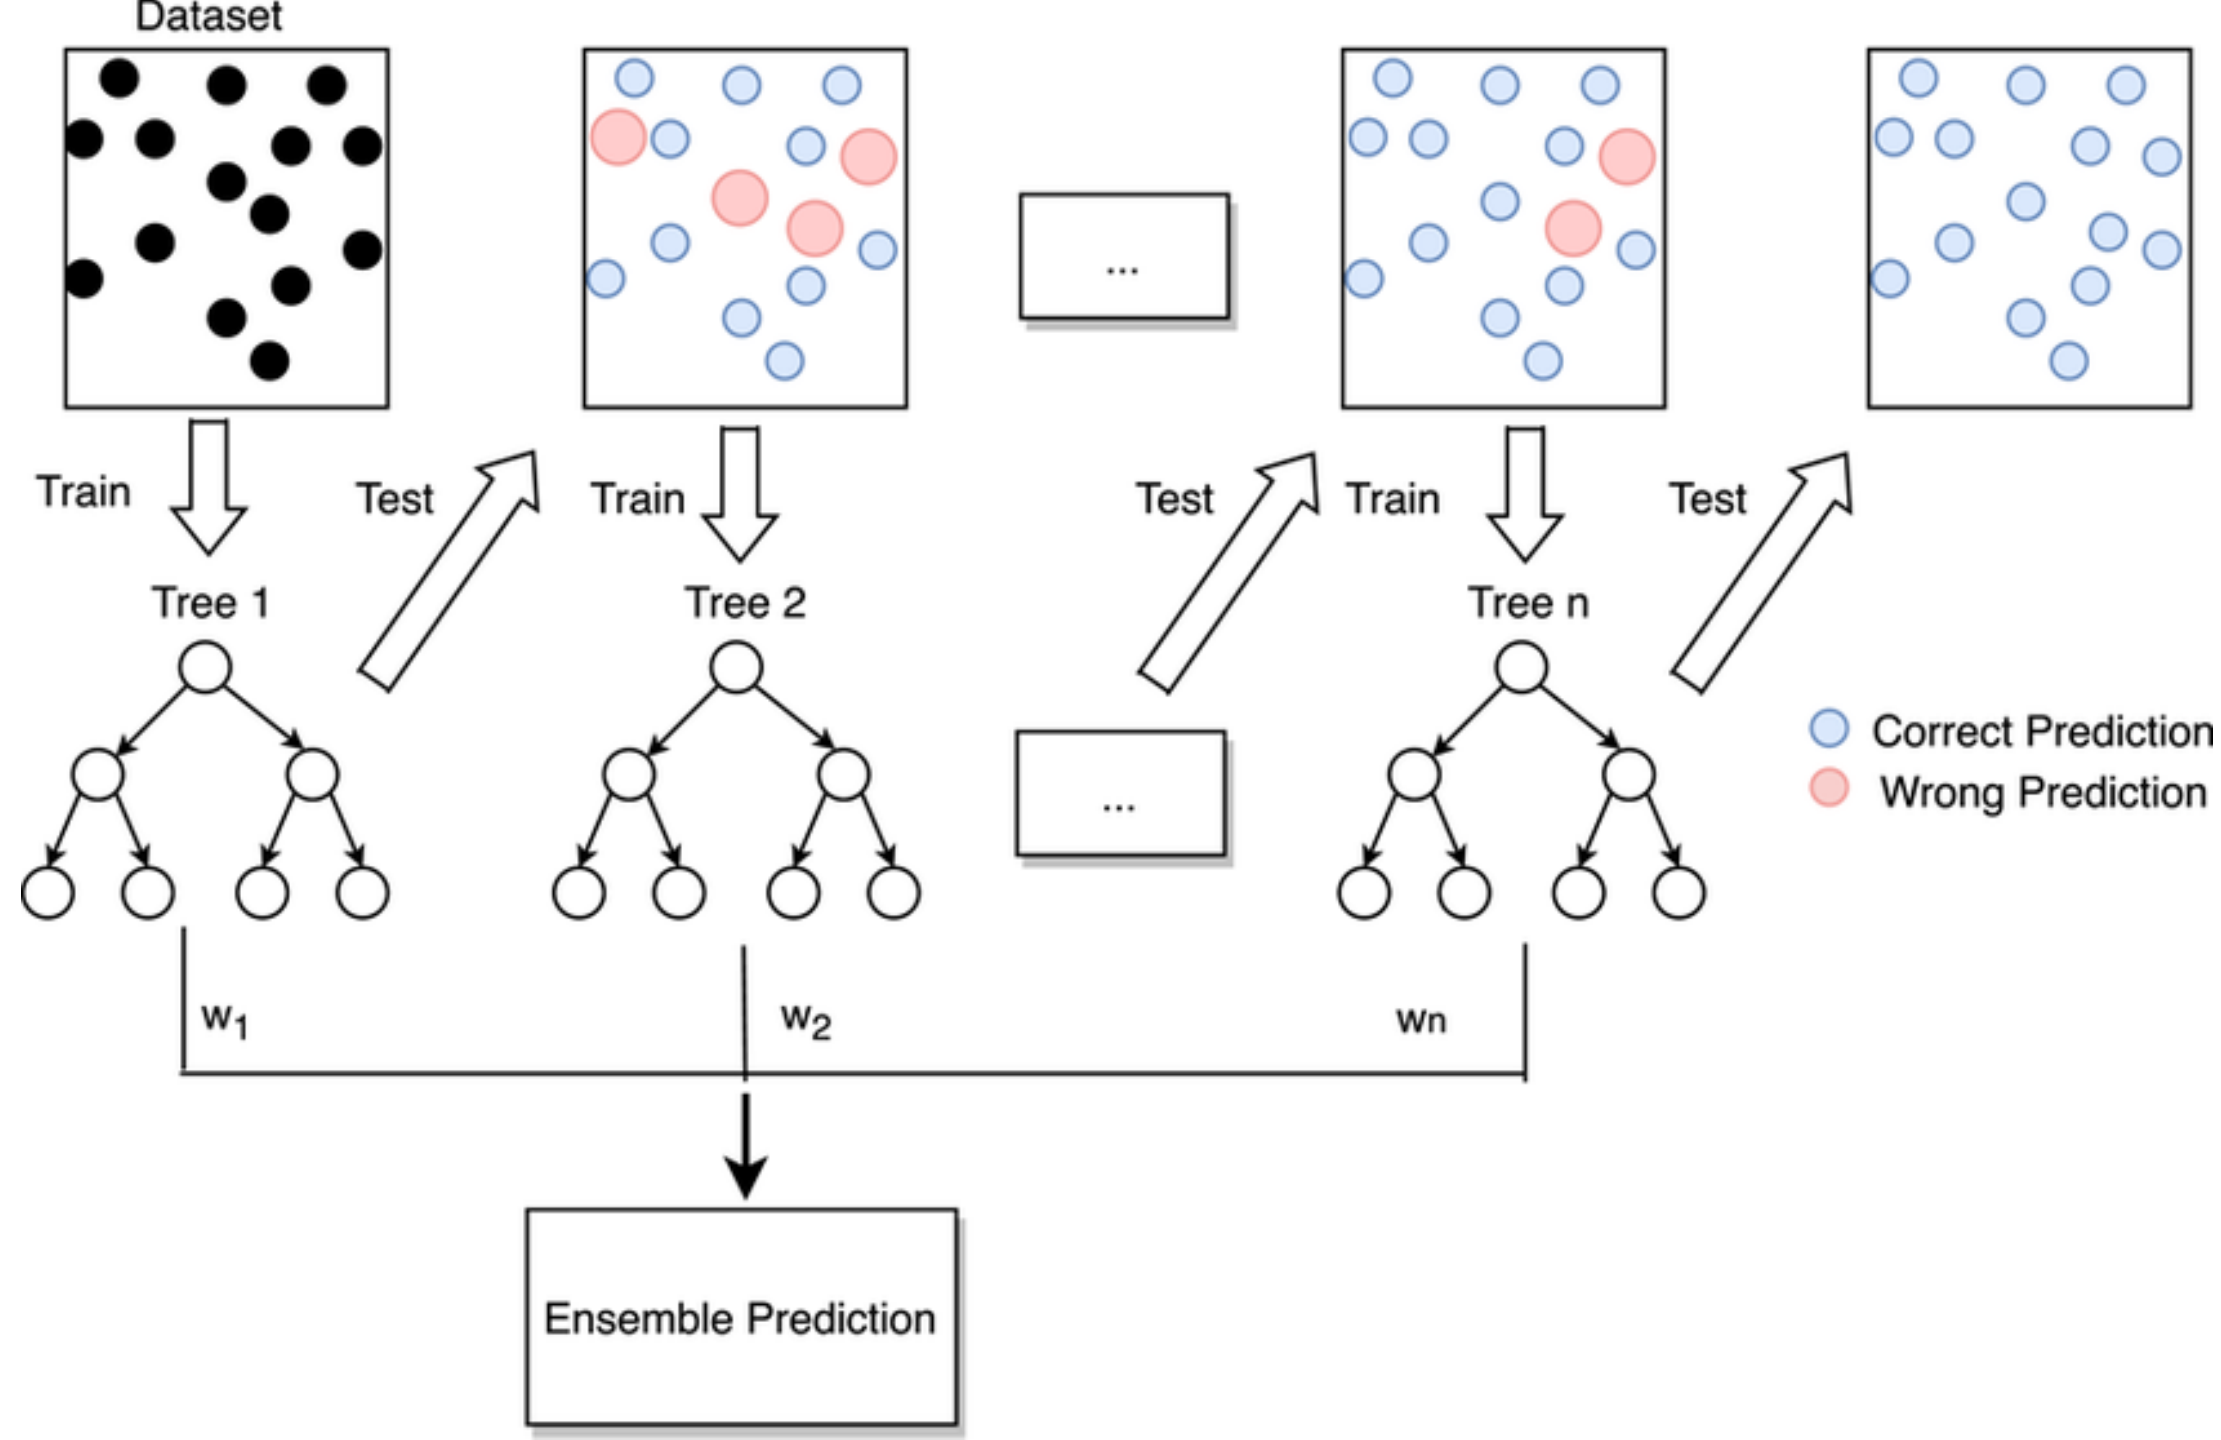 Dataset
...
Train
Test
Train
Test
Train
Test
Tree 1
Tree 2
Tree n
Correct Prediction
Wrong Prediction
...
w1
w2
wn
Ensemble Prediction